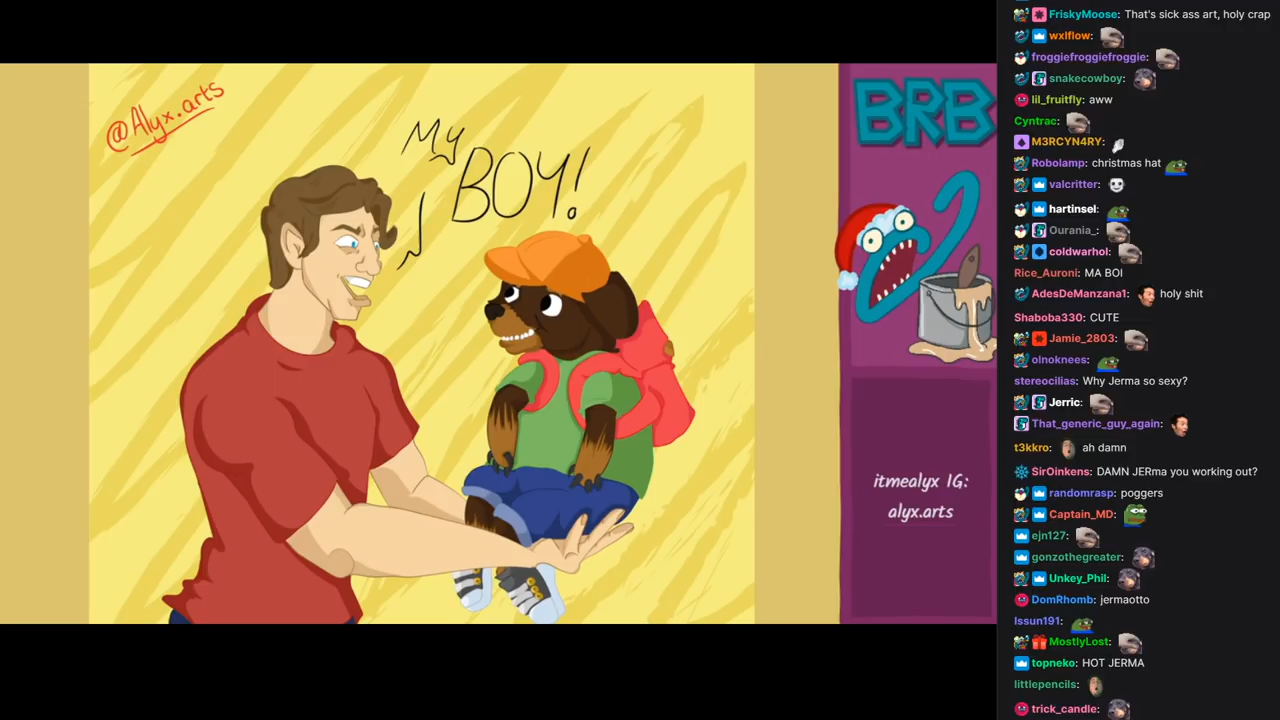 @Alyx.arts
My
BOY!
BRB
2
itmealyx IG:
alyx.arts
FriskyMoose: That's sick ass art, holy crap
wxlflow:
froggiefroggiefroggie:
snakecowboy:
lil_fruitfly: aww
Cyntrac:
M3RCYN4RY:
Robolamp: christmas hat
valcritter:
hartinsel:
Ourania_:
coldwarhol:
Rice_Auroni: MA BOI
AdesDeManzana1: holy shit
Shaboba330: CUTE
Jamie_2803:
olnoknees:
stereocilias: Why Jerma so sexy?
Jerric:
That_generic_guy_again:
t3kkro: ah damn
SirOinkens: DAMN JERma you working out?
randomrasp: poggers
Captain_MD:
ejn127:
gonzothegreater:
Unkey_Phil:
DomRhomb: jermaotto
Issun191:
MostlyLost:
topneko: HOT JERMA
littlepencils:
trick_candle: